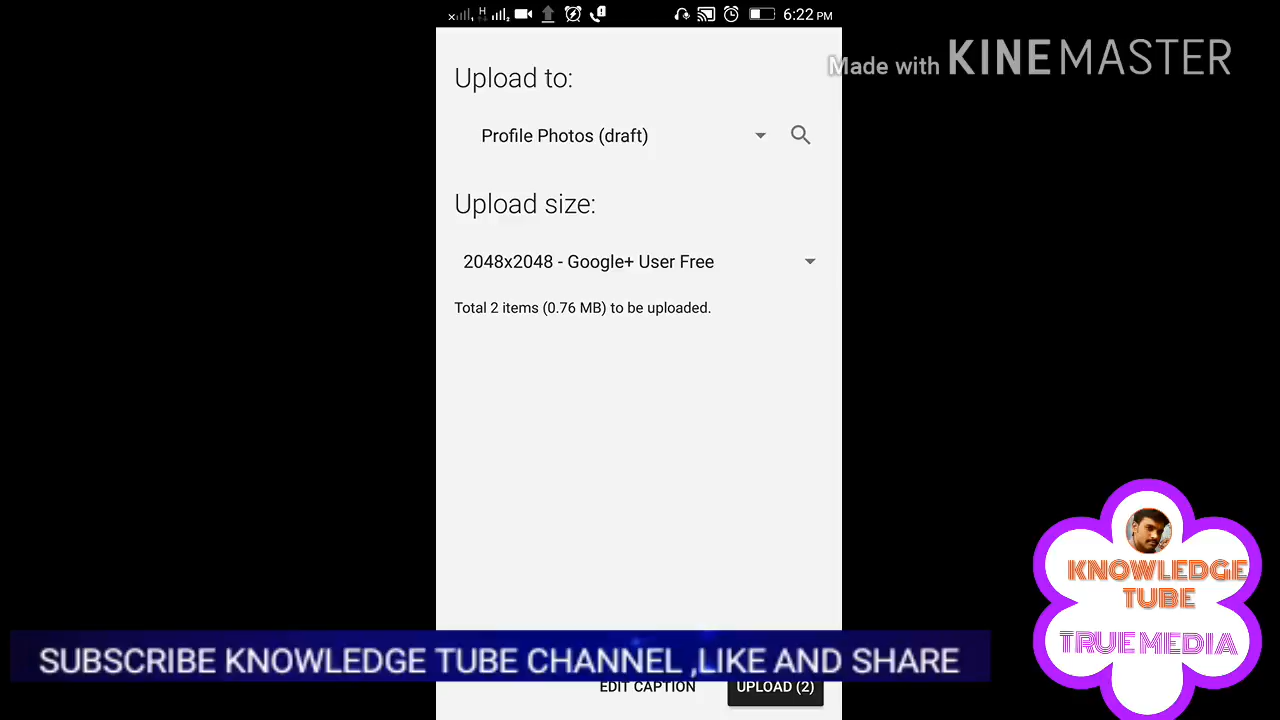 H 6:22 PM
Made with KINEMASTER
Upload to:
Profile Photos (draft)
Upload size:
2048x2048 - Google+ User Free
Total 2 items (0.76 MB) to be uploaded.
KNOWLEDGE
TUBE
TRUE MEDIA
SUBSCRIBE KNOWLEDGE TUBE CHANNEL ,LIKE AND SHARE
EDIT CAPTION UPLOAD (2)